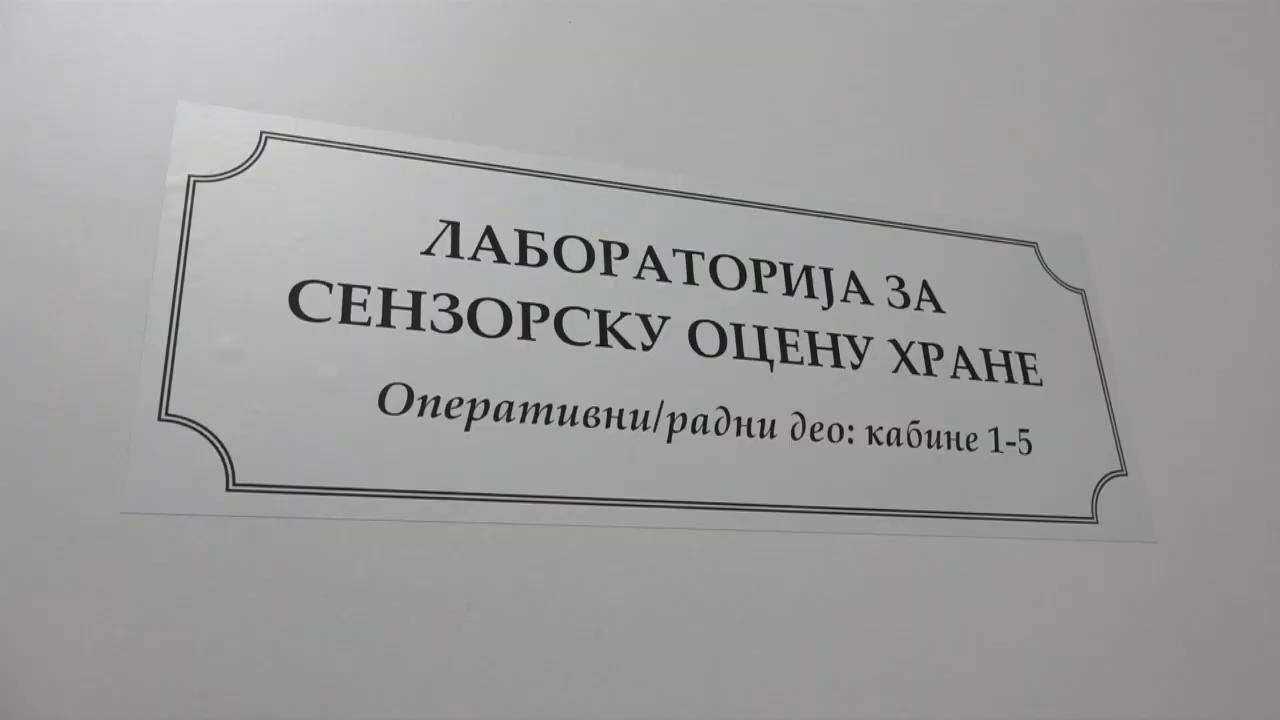 ЛАБОРАТОРИЈА ЗА
СЕНЗОРСКУ ОЦЕНУ ХРАНЕ
Оперативни/радни део: кабине 1-5